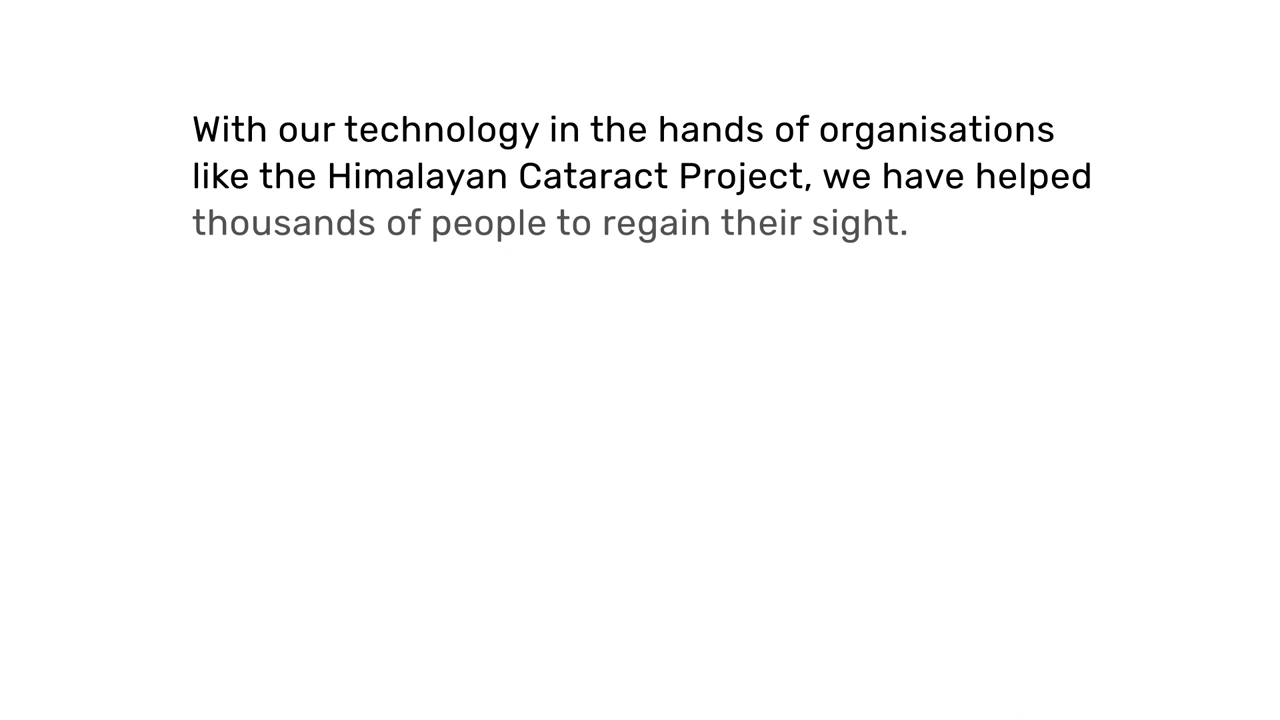 With our technology in the hands of organisations
like the Himalayan Cataract Project, we have helped
thousands of people to regain their sight.